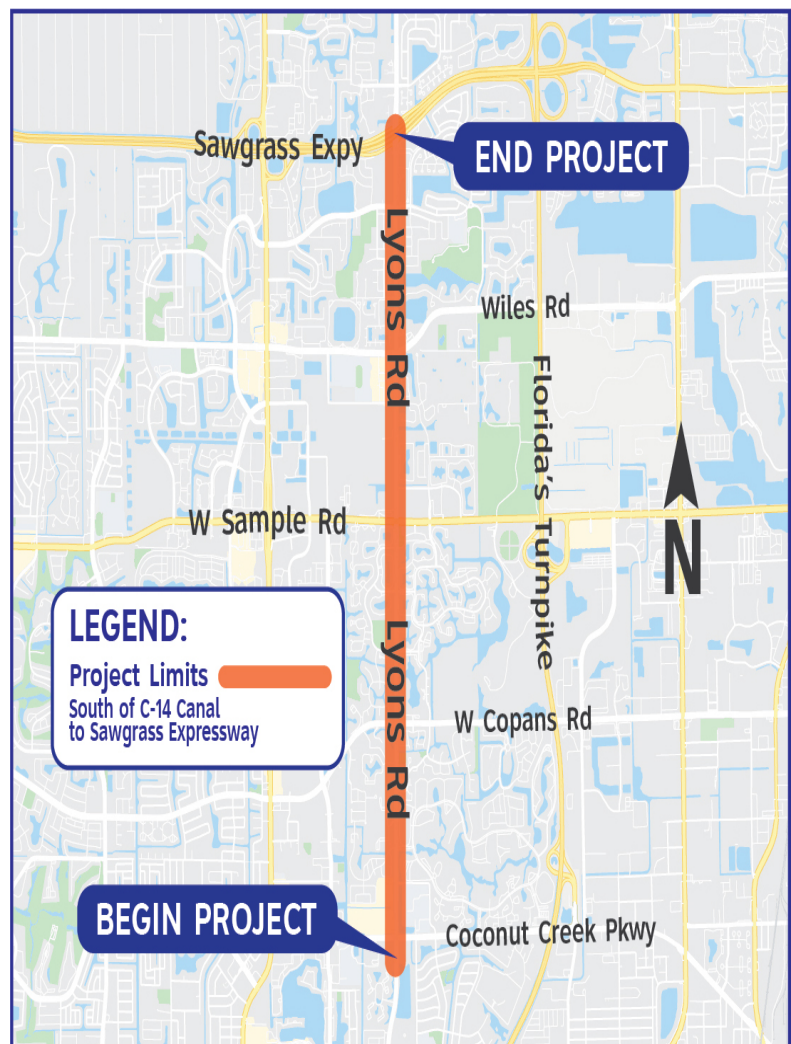 Sawgrass Expy
END PROJECT
Lyons Rd
Wiles Rd
Florida's Turnpike
W Sample Rd
N
LEGEND:
Project Limits
South of C-14 Canal
to Sawgrass Expressway
Lyons Rd
W Copans Rd
BEGIN PROJECT
Coconut Creek Pkwy